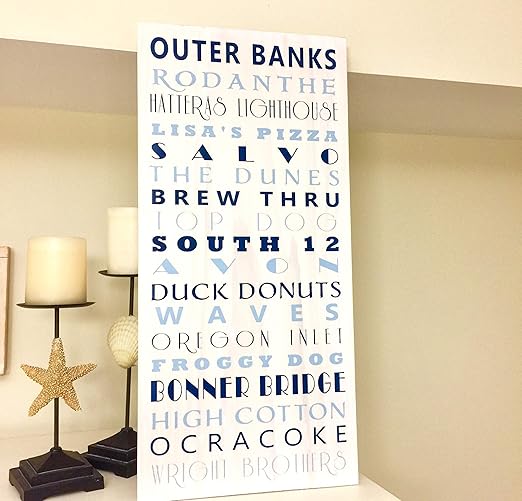 OUTER BANKS
RODANTHE
HATTERAS LIGHTHOUSE
LISA'S PIZZA
SALVO
THE DUNES
BREW THRU
TOP DOG
SOUTH 12
AVON
DUCK DONUTS
WAVES
OREGON INLET
FROGGY DOG
BONNER BRIDGE
HIGH COTTON
OCRACOKE
WRIGHT BROTHERS